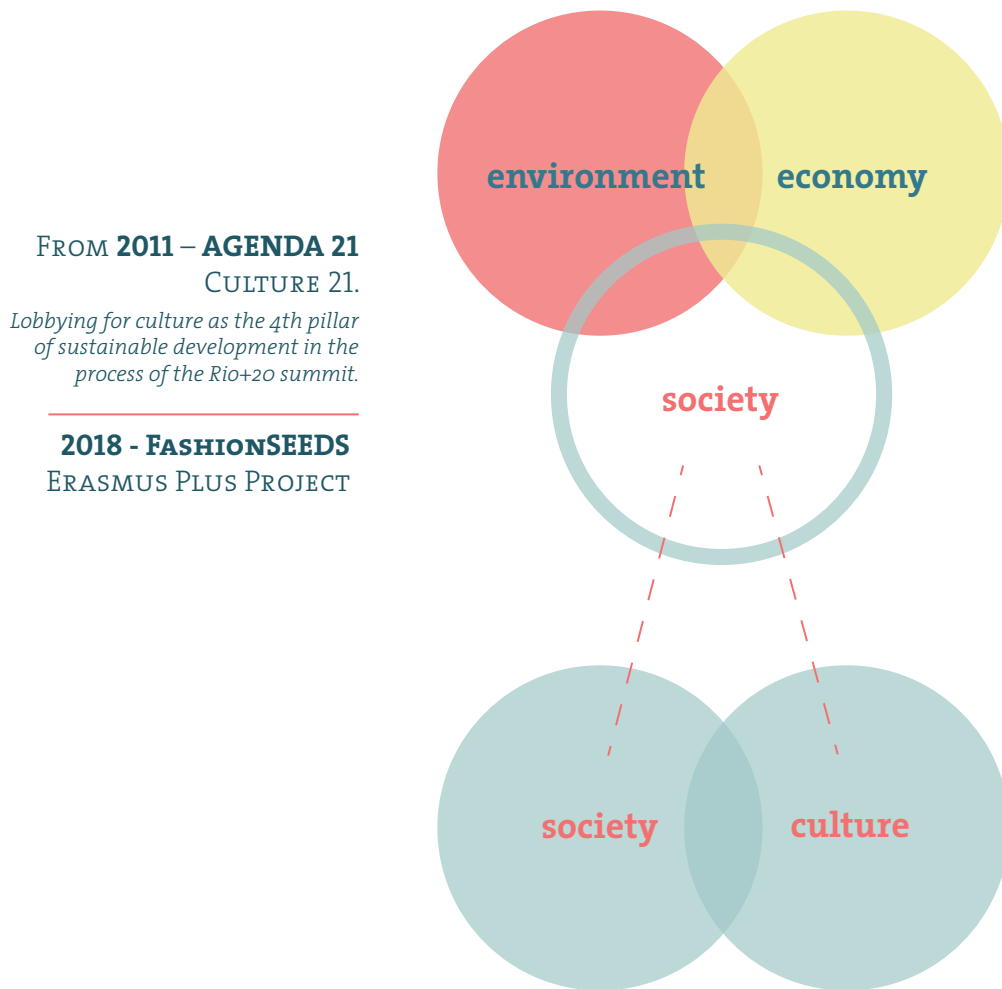 From 2011 – AGENDA 21
Culture 21.
Lobbying for culture as the 4th pillar
of sustainable development in the
process of the Rio+20 summit.
2018 - FashionSEEDS
Erasmus Plus Project
environment
economy
society
society
culture